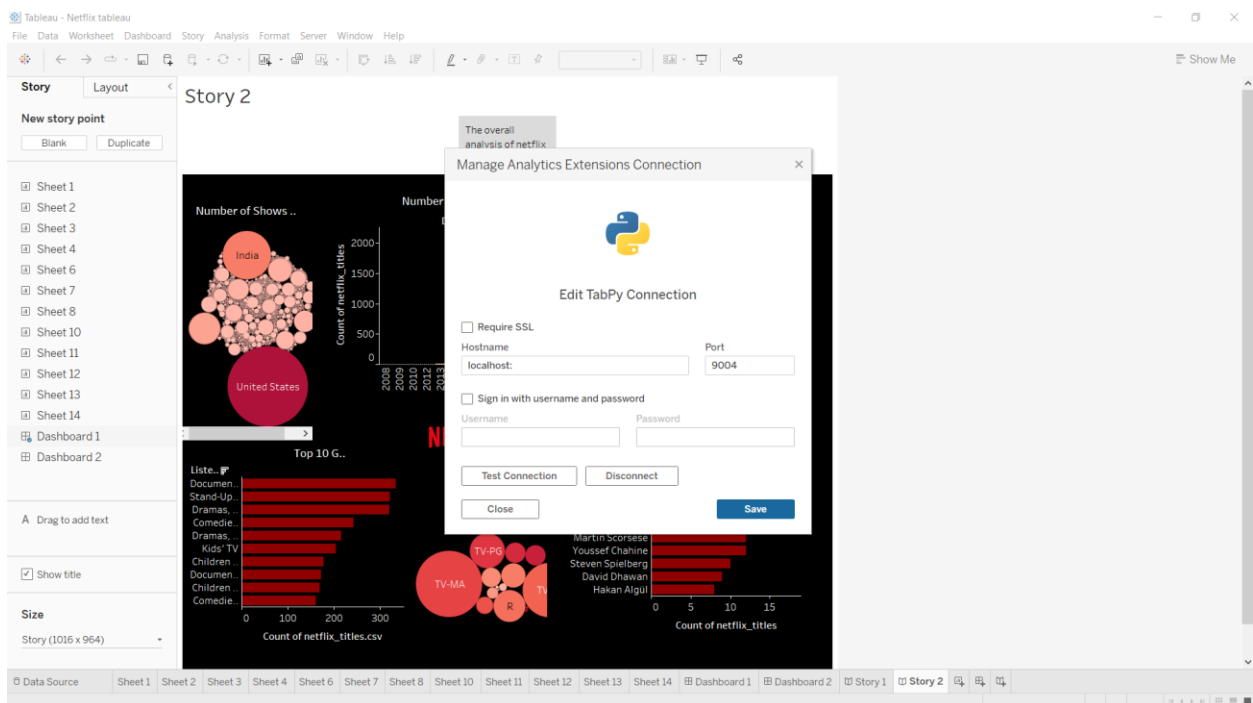 Tableau - Netflix tableau
File Data Worksheet Dashboard Story Analysis Format Server Window Help
Show Me
Story Layout
New story point
Blank Duplicate
Sheet 1
Sheet 2
Sheet 3
Sheet 4
Sheet 6
Sheet 7
Sheet 8
Sheet 10
Sheet 11
Sheet 12
Sheet 13
Sheet 14
Dashboard 1
Dashboard 2
A Drag to add text
Show title
Size
Story (1016 x 964)
Story 2
The overall
analysis of netflix
Number of Shows ..
India
United States
Number
Count of netflix_titles
2000
1500
1000
500
0
2008
2009
2010
2012
2013
Manage Analytics Extensions Connection
Edit TabPy Connection
Require SSL
Hostname Port
localhost: 9004
Sign in with username and password
Username Password
Test Connection Disconnect
Close Save
Top 10 G..
Liste..
Documen..
Stand-Up..
Dramas, ..
Comedie..
Dramas, ..
Kids' TV
Children ..
Documen..
Children ..
Comedie..
0 100 200 300
Count of netflix_titles.csv
TV-PG
TV-MA
TV
R
Martin Scorsese
Youssef Chahine
Steven Spielberg
David Dhawan
Hakan Algül
0 5 10 15
Count of netflix_titles
Data Source Sheet 1 Sheet 2 Sheet 3 Sheet 4 Sheet 6 Sheet 7 Sheet 8 Sheet 10 Sheet 11 Sheet 12 Sheet 13 Sheet 14 Dashboard 1 Dashboard 2 Story 1 Story 2